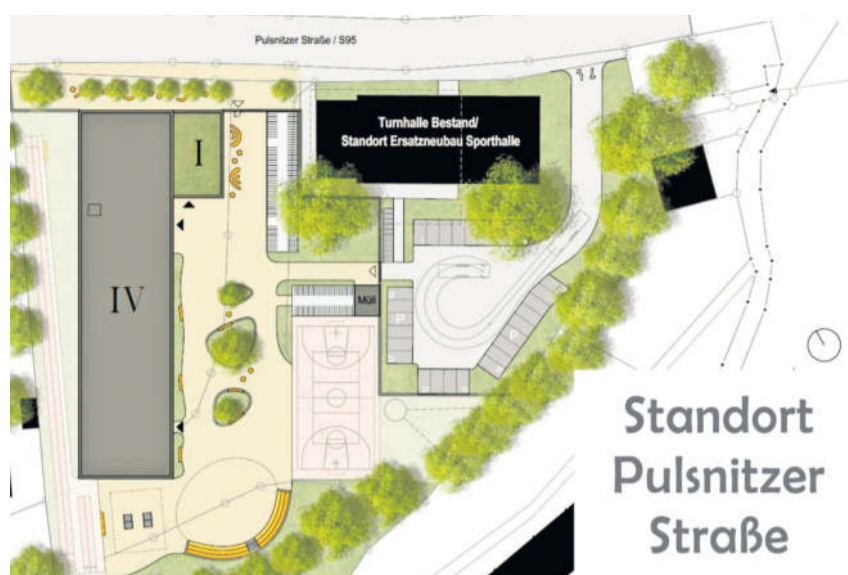 Pulsnitzer Straße / S95
Turnhalle Bestand/
Standort Ersatzneubau Sporthalle
I
IV
Müll
P
P
Standort
Pulsnitzer
Straße